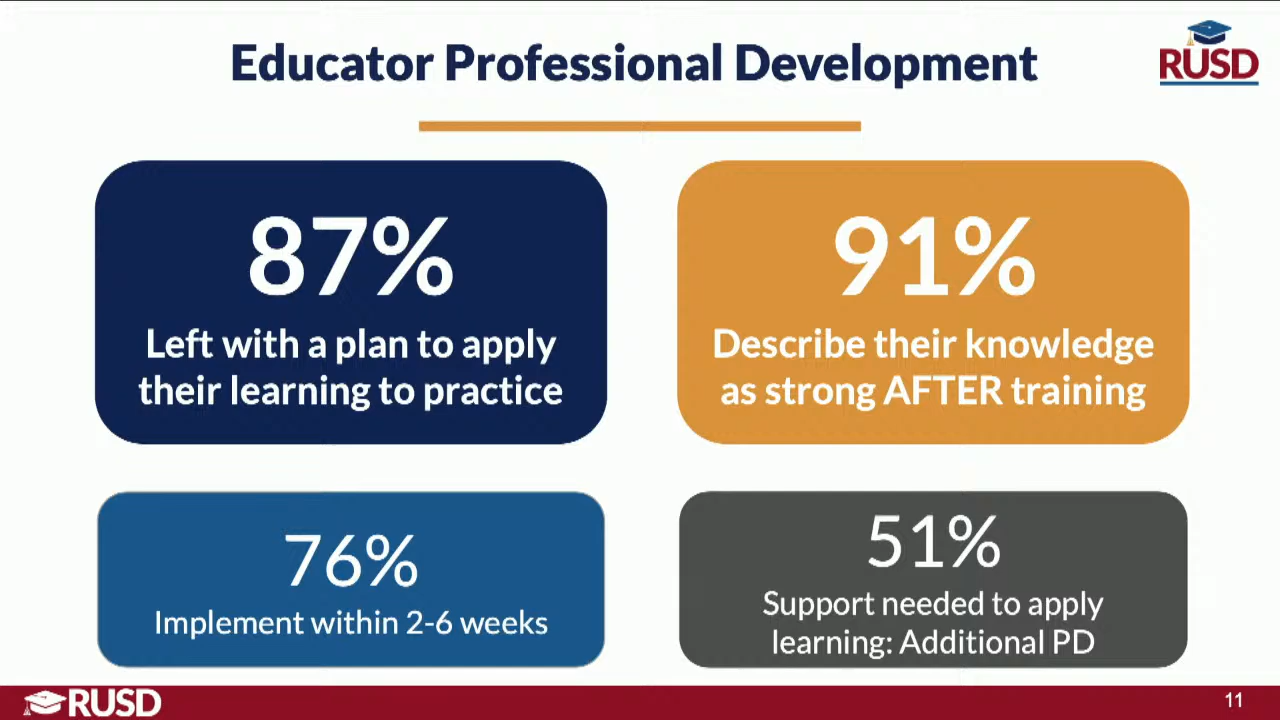 Educator Professional Development
RUSD
87%
Left with a plan to apply
their learning to practice
91%
Describe their knowledge
as strong AFTER training
76%
Implement within 2-6 weeks
51%
Support needed to apply
learning: Additional PD
RUSD
11